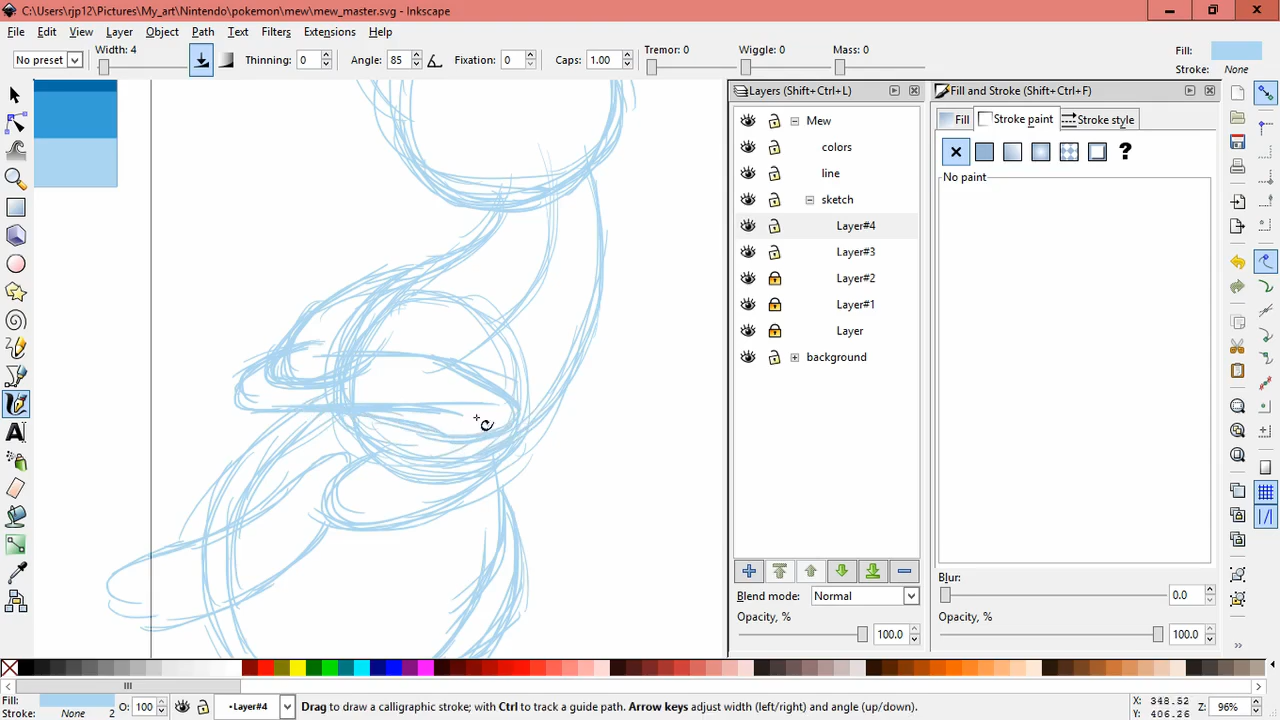 C:\Users\rjp12\Pictures\My_art\Nintendo\pokemon\mew\mew_master.svg - Inkscape
File Edit View Layer Object Path Text Filters Extensions Help
No preset Width: 4 Thinning: 0 Angle: 85 Fixation: 0 Caps: 1.00 Tremor: 0 Wiggle: 0 Mass: 0 Fill:
Stroke: None
Layers (Shift+Ctrl+L) Fill and Stroke (Shift+Ctrl+F)
Mew Fill Stroke paint Stroke style
colors
?
line No paint
sketch
Layer#4
Layer#3
Layer#2
Layer#1
Layer
background
Blur:
Blend mode: Normal 0.0
Opacity, % Opacity, %
100.0 100.0
Fill: O: 100 •Layer#4 Drag to draw a calligraphic stroke; with Ctrl to track a guide path. Arrow keys adjust width (left/right) and angle (up/down). X: 348.52 Z: 96%
Stroke: None 2 Y: 406.26